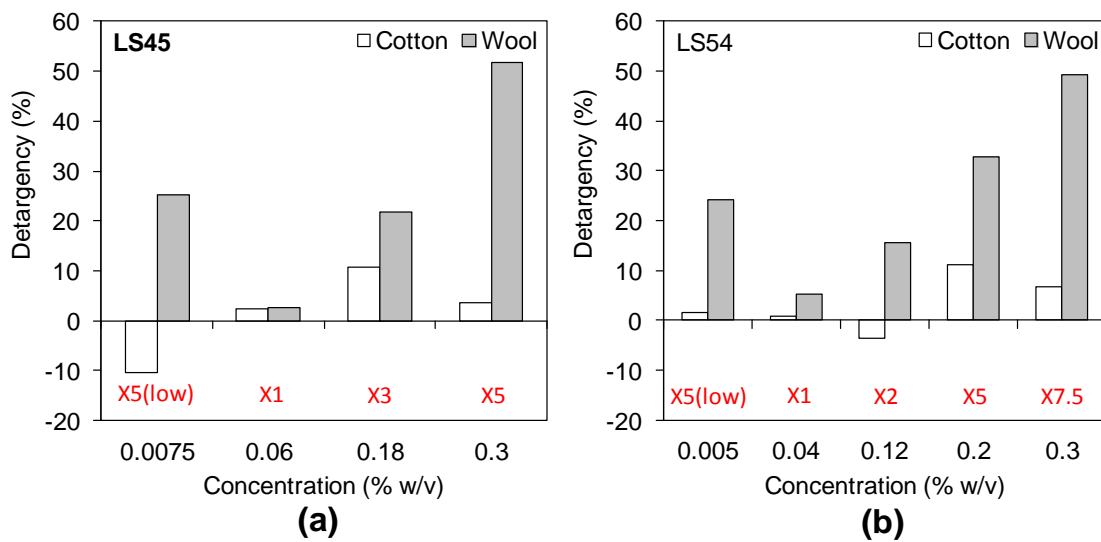 LS45
Cotton Wool
Detargency (%)
60
50
40
30
20
10
0
-10
-20
X5(low) X1 X3 X5
0.0075 0.06 0.18 0.3
Concentration (% w/v)
(a)
LS54
Cotton Wool
Detargency (%)
60
50
40
30
20
10
0
-10
-20
X5(low) X1 X2 X5 X7.5
0.005 0.04 0.12 0.2 0.3
Concentration (% w/v)
(b)